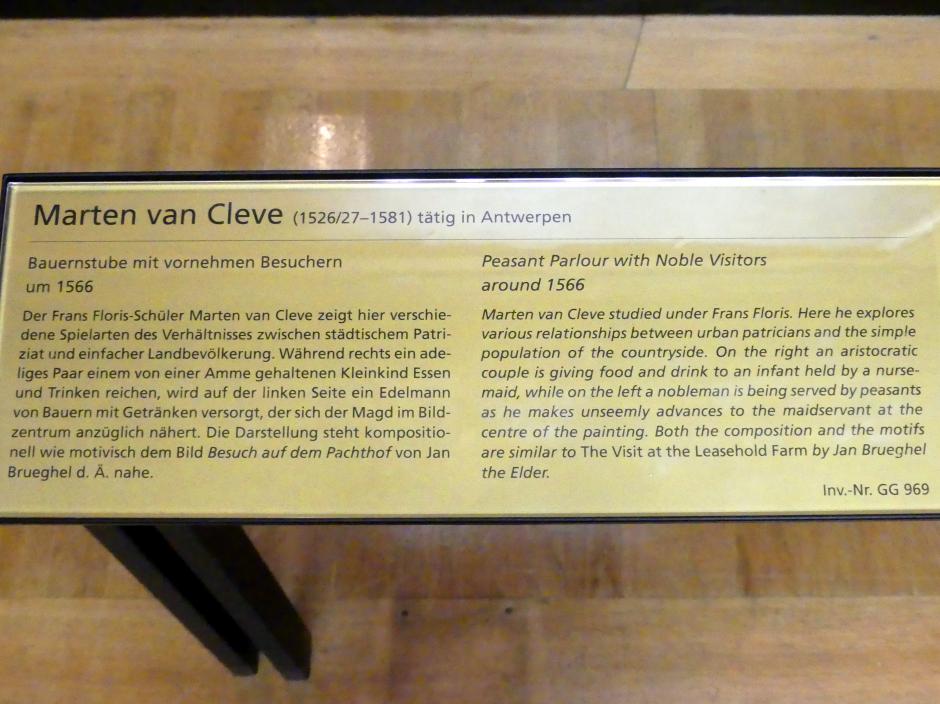 Marten van Cleve (1526/27–1581) tätig in Antwerpen
Bauernstube mit vornehmen Besuchern
um 1566
Der Frans Floris-Schüler Marten van Cleve zeigt hier verschie-
dene Spielarten des Verhältnisses zwischen städtischem Patri-
ziat und einfacher Landbevölkerung. Während rechts ein ade-
liges Paar einem von einer Amme gehaltenen Kleinkind Essen
und Trinken reichen, wird auf der linken Seite ein Edelmann
von Bauern mit Getränken versorgt, der sich der Magd im Bild-
zentrum anzüglich nähert. Die Darstellung steht kompositio-
nell wie motivisch dem Bild Besuch auf dem Pachthof von Jan
Brueghel d. Ä. nahe.
Peasant Parlour with Noble Visitors
around 1566
Marten van Cleve studied under Frans Floris. Here he explores
various relationships between urban patricians and the simple
population of the countryside. On the right an aristocratic
couple is giving food and drink to an infant held by a nurse-
maid, while on the left a nobleman is being served by peasants
as he makes unseemly advances to the maidservant at the
centre of the painting. Both the composition and the motifs
are similar to The Visit at the Leasehold Farm by Jan Brueghel
the Elder.
Inv.-Nr. GG 969